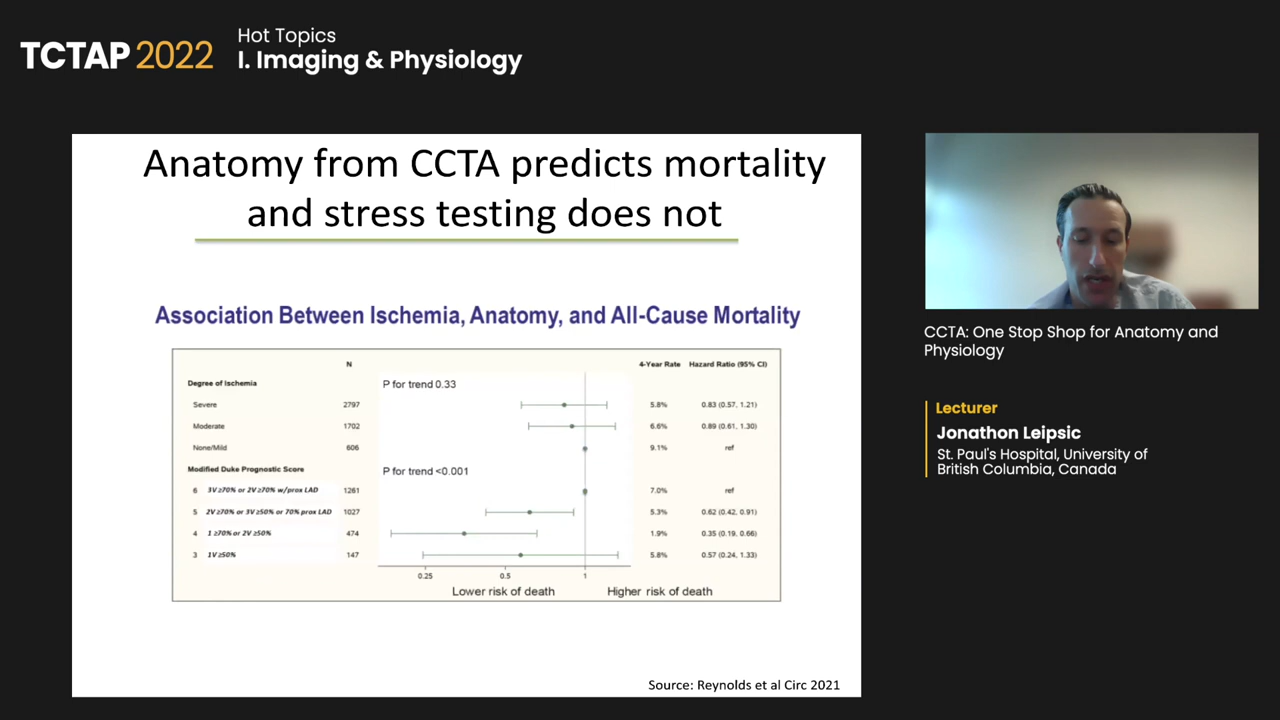 TCTAP 2022
Hot Topics
I. Imaging & Physiology
Anatomy from CCTA predicts mortality
and stress testing does not
Association Between Ischemia, Anatomy, and All-Cause Mortality
N 4-Year Rate Hazard Ratio (95% CI)
Degree of Ischemia P for trend 0.33
Severe 2797 5.8% 0.83 (0.57, 1.21)
Moderate 1702 6.6% 0.89 (0.61, 1.30)
None/Mild 606 9.1% ref
Modified Duke Prognostic Score P for trend <0.001
6 3V ≥70% or 2V ≥70% w/prox LAD 1261 7.0% ref
5 2V ≥70% or 3V ≥50% or 70% prox LAD 1027 5.3% 0.62 (0.42, 0.91)
4 1 ≥70% or 2V ≥50% 474 1.9% 0.35 (0.19, 0.66)
3 1V ≥50% 147 5.8% 0.57 (0.24, 1.33)
0.25 0.5 1
Lower risk of death Higher risk of death
Source: Reynolds et al Circ 2021
CCTA: One Stop Shop for Anatomy and
Physiology
Lecturer
Jonathon Leipsic
St. Paul's Hospital, University of
British Columbia, Canada